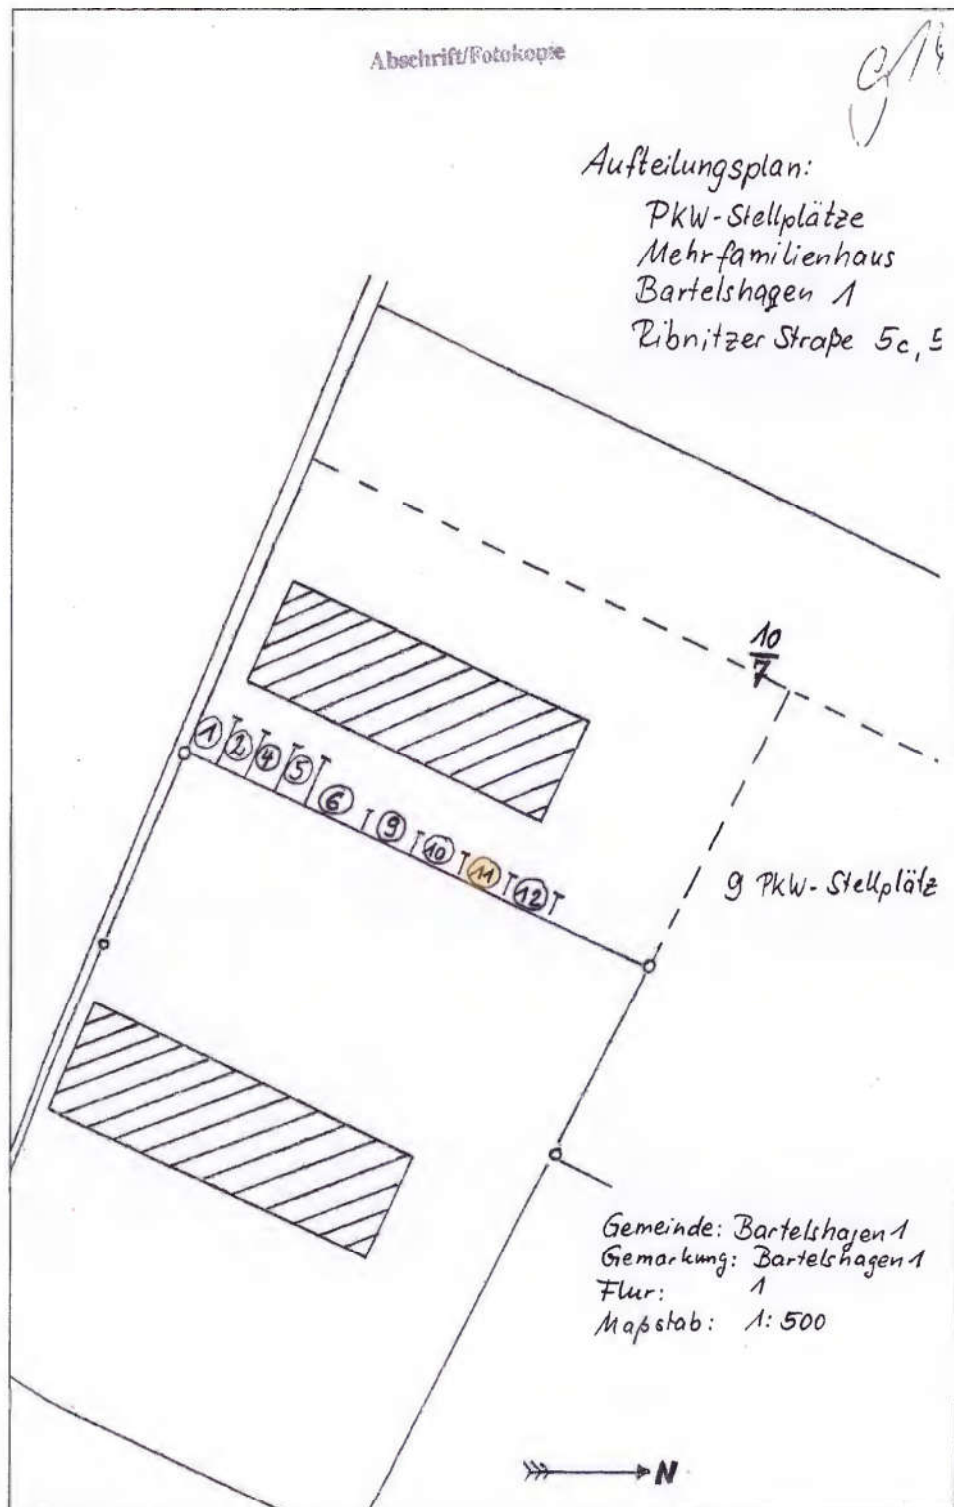 Abschrift/Fotokopie
Aufteilungsplan:
PKW-Stellplätze
Mehrfamilienhaus
Bartelshagen 1
Ribnitzer Straße 5c, 5
10
7
1 2 4 5 6 9 10 11 12
9 PKW-Stellplätz
Gemeinde: Bartelshagen 1
Gemarkung: Bartelshagen 1
Flur: 1
Maßstab: 1:500
N